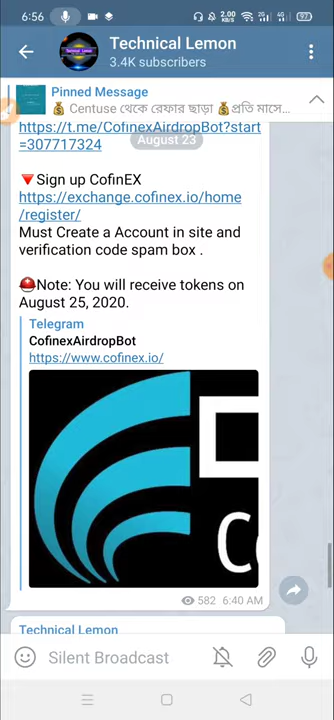 6:56
2.00
KB/S
4G
97
Technical Lemon
3.4K subscribers
Pinned Message
💰 Centuse থেকে রেফার ছাড়া 💰প্রতি মাসে...
https://t.me/CofinexAirdropBot?start
=307717324
August 23
🔻Sign up CofinEX
https://exchange.cofinex.io/home
/register/
Must Create a Account in site and
verification code spam box .
⛑Note: You will receive tokens on
August 25, 2020.
Telegram
CofinexAirdropBot
https://www.cofinex.io/
582 6:40 AM
Technical Lemon
Silent Broadcast